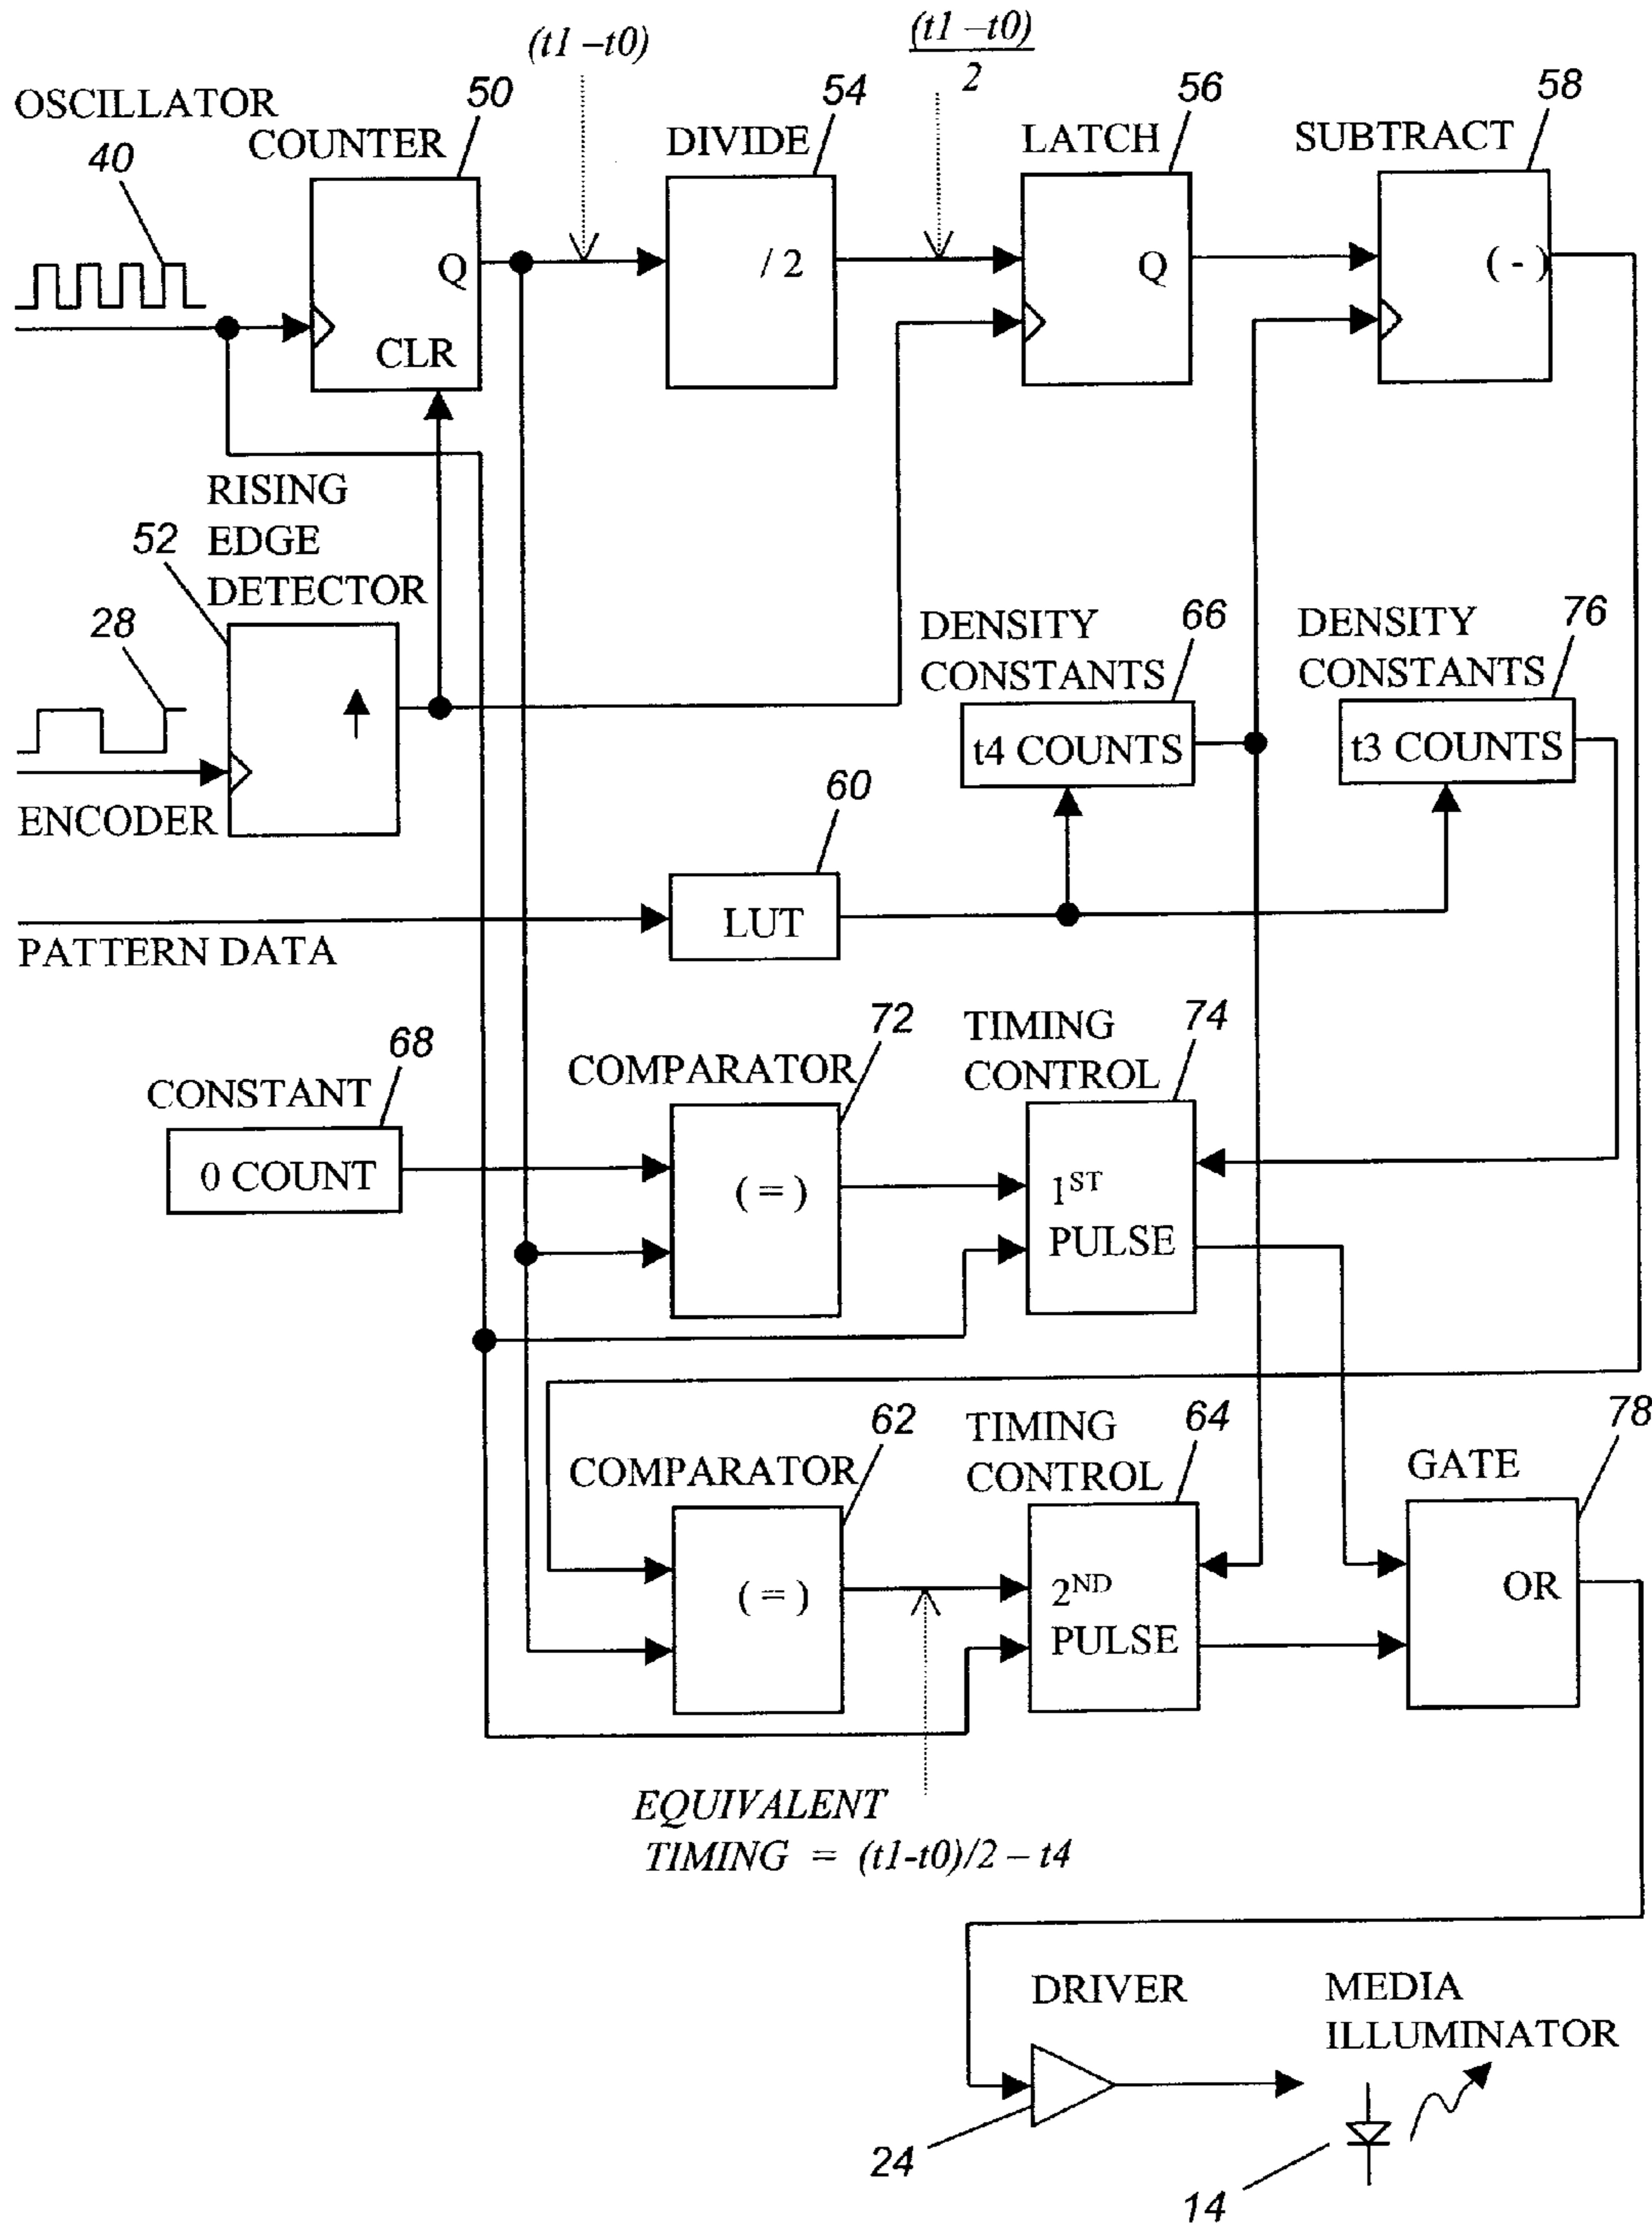 (t1 –t0)
(t1 –t0)
2
OSCILLATOR
40
COUNTER
50
DIVIDE
54
LATCH
56
SUBTRACT
58
Q
CLR
/ 2
Q
( - )
RISING
EDGE
DETECTOR
52
28
ENCODER
DENSITY
CONSTANTS
66
t4 COUNTS
DENSITY
CONSTANTS
76
t3 COUNTS
60
LUT
PATTERN DATA
CONSTANT
68
0 COUNT
COMPARATOR
72
( = )
TIMING
CONTROL
74
1ST
PULSE
COMPARATOR
62
( = )
TIMING
CONTROL
64
2ND
PULSE
GATE
78
OR
EQUIVALENT
TIMING = (t1-t0)/2 – t4
DRIVER
24
MEDIA
ILLUMINATOR
14